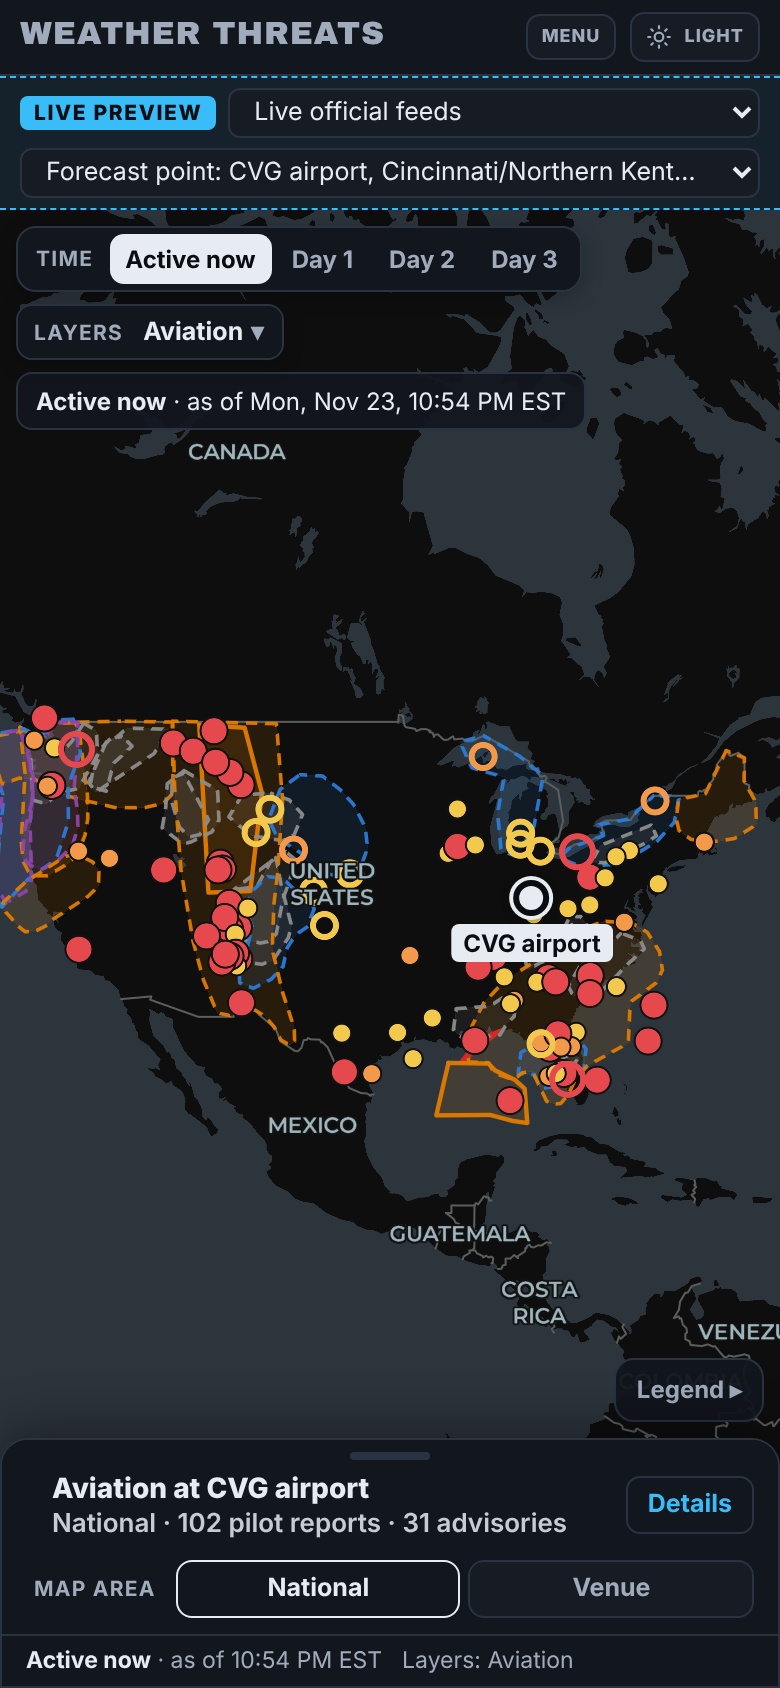 WEATHER THREATS
MENU
LIGHT
LIVE PREVIEW
Live official feeds
Forecast point: CVG airport, Cincinnati/Northern Kent...
TIME
Active now
Day 1
Day 2
Day 3
LAYERS Aviation ▾
Active now · as of Mon, Nov 23, 10:54 PM EST
CANADA
UNITED
STATES
CVG airport
MEXICO
GUATEMALA
COSTA
RICA
VENEZU
COLOMBIA
Legend ▸
Aviation at CVG airport
National · 102 pilot reports · 31 advisories
Details
MAP AREA
National
Venue
Active now · as of 10:54 PM EST Layers: Aviation